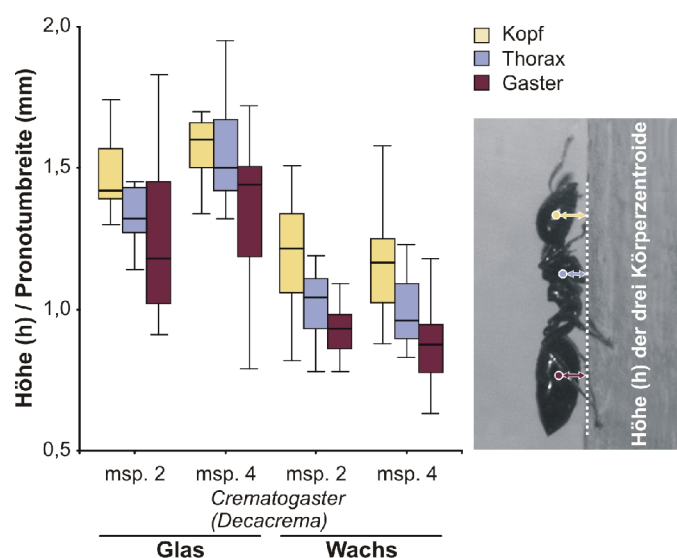 Höhe (h) / Pronotumbreite (mm)
2,0
1,5
1,0
0,5
msp. 2
msp. 4
msp. 2
msp. 4
Crematogaster
(Decacrema)
Glas
Wachs
Kopf
Thorax
Gaster
Höhe (h) der drei Körperzentroide